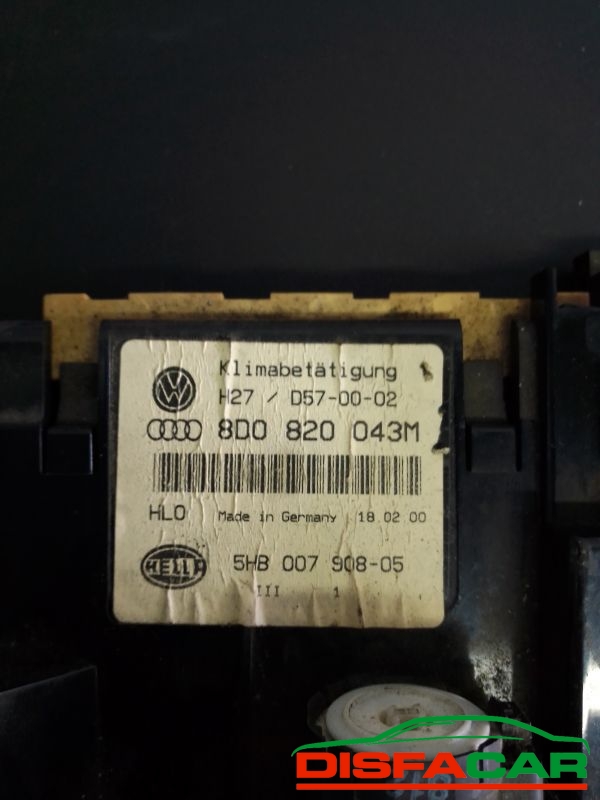 Klimabetätigung
H27 / D57-00-02
8D0 820 043M
HLO Made in Germany 18.02.00
HELLA 5HB 007 908-05
III 1
DISFACAR